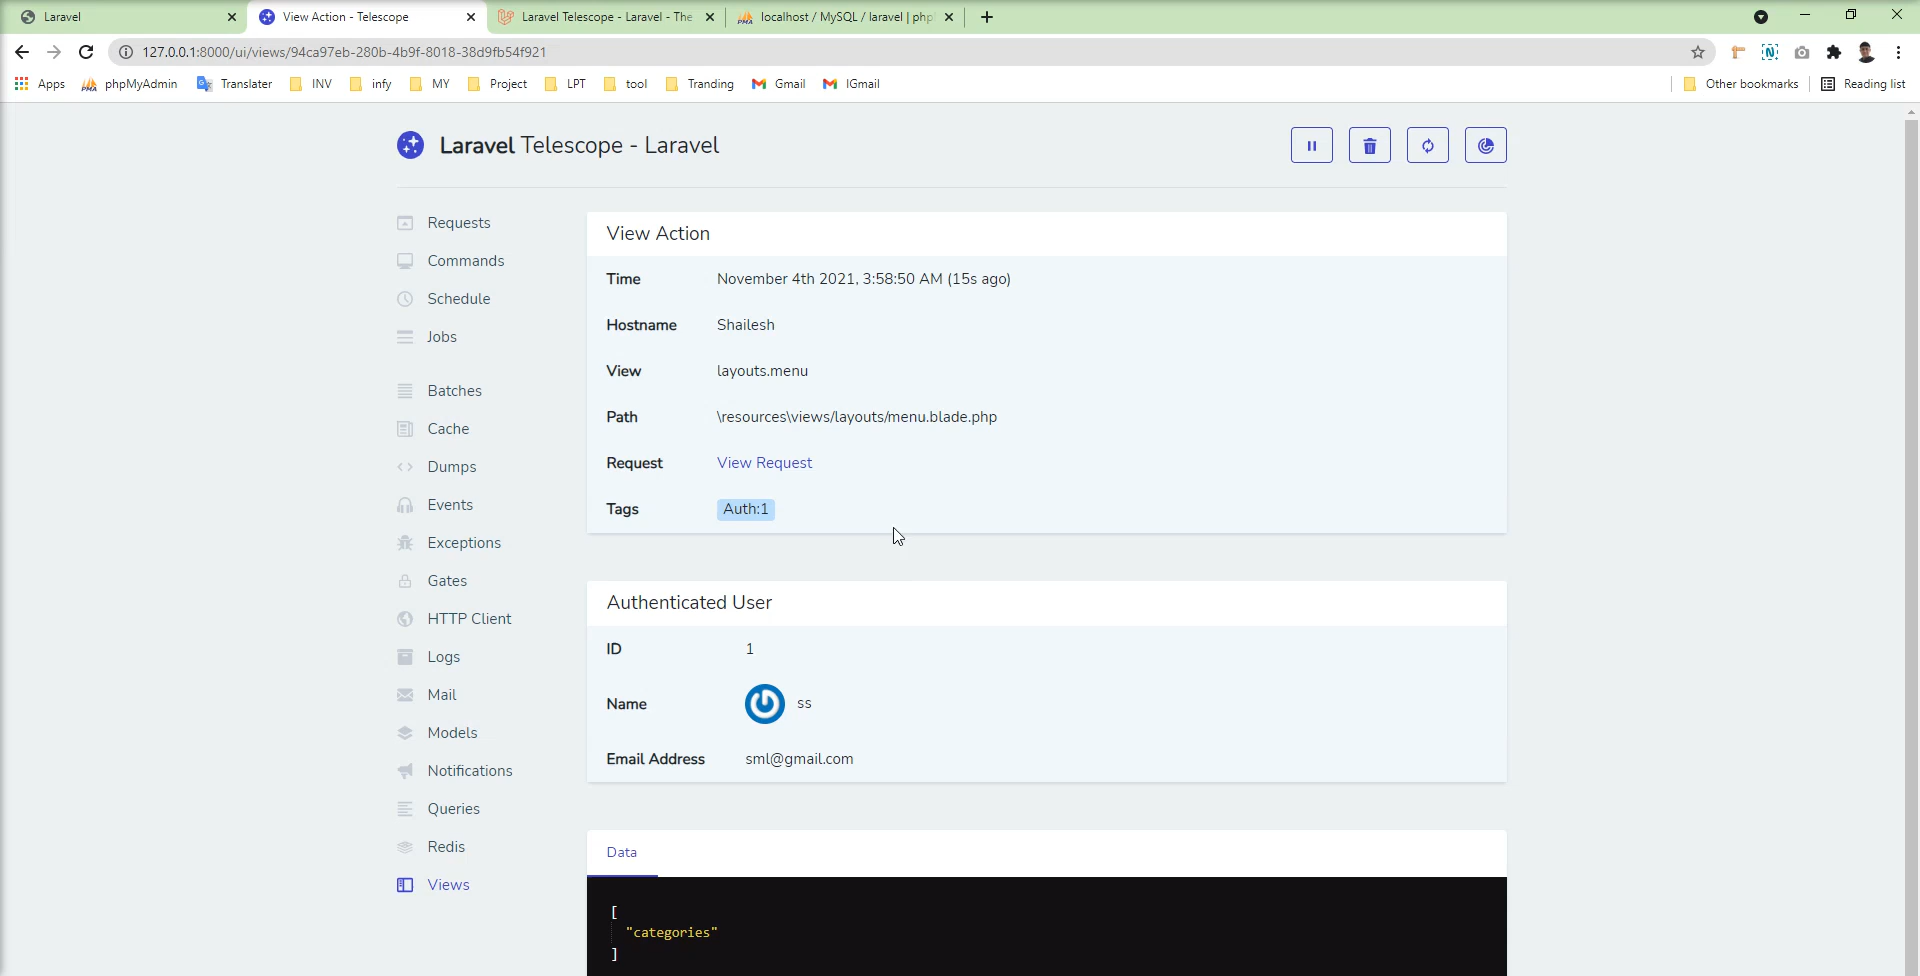 Laravel
View Action - Telescope
Laravel Telescope - Laravel - The
localhost / MySQL / laravel | php
127.0.0.1:8000/ui/views/94ca97eb-280b-4b9f-8018-38d9fb54f921
Apps
phpMyAdmin
Translater
INV
infy
MY
Project
LPT
tool
Tranding
Gmail
IGmail
Other bookmarks
Reading list
Laravel Telescope - Laravel
Requests
Commands
Schedule
Jobs
Batches
Cache
Dumps
Events
Exceptions
Gates
HTTP Client
Logs
Mail
Models
Notifications
Queries
Redis
Views
View Action
Time November 4th 2021, 3:58:50 AM (15s ago)
Hostname Shailesh
View layouts.menu
Path \resources\views/layouts/menu.blade.php
Request View Request
Tags Auth:1
Authenticated User
ID 1
Name ss
Email Address sml@gmail.com
Data
[
"categories"
]